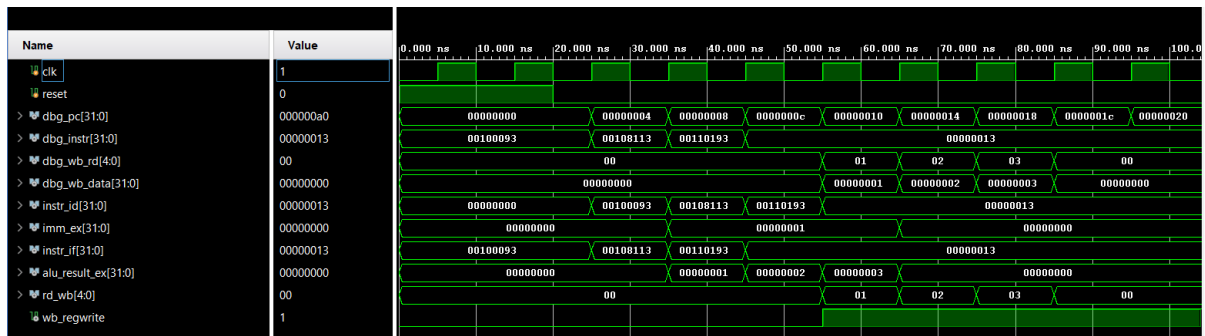 Name Value 0.000 ns 10.000 ns 20.000 ns 30.000 ns 40.000 ns 50.000 ns 60.000 ns 70.000 ns 80.000 ns 90.000 ns 100.0
clk 1
reset 0
> dbg_pc[31:0] 000000a0 00000000 00000004 00000008 0000000c 00000010 00000014 00000018 0000001c 00000020
> dbg_instr[31:0] 00000013 00100093 00108113 00110193 00000013
> dbg_wb_rd[4:0] 00 00 01 02 03 00
> dbg_wb_data[31:0] 00000000 00000000 00000001 00000002 00000003 00000000
> instr_id[31:0] 00000013 00000000 00100093 00108113 00110193 00000013
> imm_ex[31:0] 00000000 00000000 00000001 00000000
> instr_if[31:0] 00000013 00100093 00108113 00110193 00000013
> alu_result_ex[31:0] 00000000 00000000 00000001 00000002 00000003 00000000
> rd_wb[4:0] 00 00 01 02 03 00
wb_regwrite 1